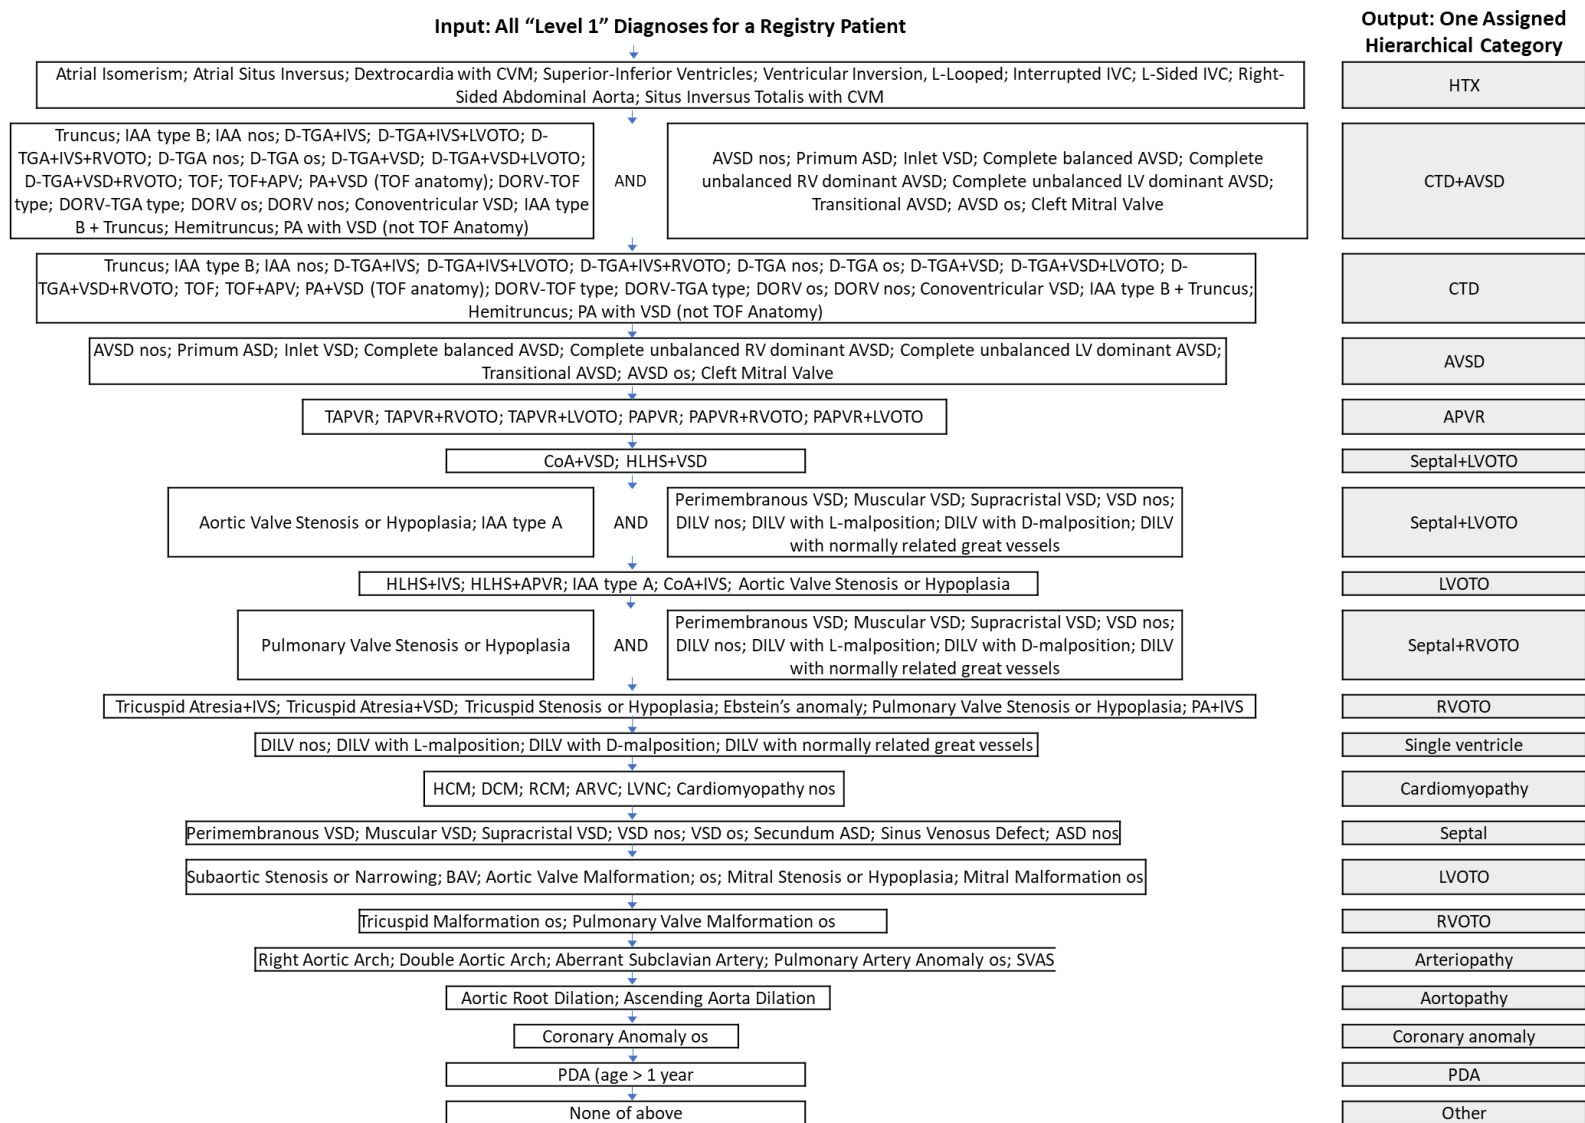 Input: All “Level 1” Diagnoses for a Registry Patient
Output: One Assigned
Hierarchical Category
Atrial Isomerism; Atrial Situs Inversus; Dextrocardia with CVM; Superior-Inferior Ventricles; Ventricular Inversion, L-Looped; Interrupted IVC; L-Sided IVC; Right-
Sided Abdominal Aorta; Situs Inversus Totalis with CVM
HTX
Truncus; IAA type B; IAA nos; D-TGA+IVS; D-TGA+IVS+LVOTO; D-
TGA+IVS+RVOTO; D-TGA nos; D-TGA os; D-TGA+VSD; D-TGA+VSD+LVOTO;
D-TGA+VSD+RVOTO; TOF; TOF+APV; PA+VSD (TOF anatomy); DORV-TOF
type; DORV-TGA type; DORV os; DORV nos; Conoventricular VSD; IAA type
B + Truncus; Hemitruncus; PA with VSD (not TOF Anatomy)
AND
AVSD nos; Primum ASD; Inlet VSD; Complete balanced AVSD; Complete
unbalanced RV dominant AVSD; Complete unbalanced LV dominant AVSD;
Transitional AVSD; AVSD os; Cleft Mitral Valve
CTD+AVSD
Truncus; IAA type B; IAA nos; D-TGA+IVS; D-TGA+IVS+LVOTO; D-TGA+IVS+RVOTO; D-TGA nos; D-TGA os; D-TGA+VSD; D-TGA+VSD+LVOTO; D-
TGA+VSD+RVOTO; TOF; TOF+APV; PA+VSD (TOF anatomy); DORV-TOF type; DORV-TGA type; DORV os; DORV nos; Conoventricular VSD; IAA type B + Truncus;
Hemitruncus; PA with VSD (not TOF Anatomy)
CTD
AVSD nos; Primum ASD; Inlet VSD; Complete balanced AVSD; Complete unbalanced RV dominant AVSD; Complete unbalanced LV dominant AVSD;
Transitional AVSD; AVSD os; Cleft Mitral Valve
AVSD
TAPVR; TAPVR+RVOTO; TAPVR+LVOTO; PAPVR; PAPVR+RVOTO; PAPVR+LVOTO
APVR
CoA+VSD; HLHS+VSD
Septal+LVOTO
Aortic Valve Stenosis or Hypoplasia; IAA type A
AND
Perimembranous VSD; Muscular VSD; Supracristal VSD; VSD nos;
DILV nos; DILV with L-malposition; DILV with D-malposition; DILV
with normally related great vessels
Septal+LVOTO
HLHS+IVS; HLHS+APVR; IAA type A; CoA+IVS; Aortic Valve Stenosis or Hypoplasia
LVOTO
Pulmonary Valve Stenosis or Hypoplasia
AND
Perimembranous VSD; Muscular VSD; Supracristal VSD; VSD nos;
DILV nos; DILV with L-malposition; DILV with D-malposition; DILV
with normally related great vessels
Septal+RVOTO
Tricuspid Atresia+IVS; Tricuspid Atresia+VSD; Tricuspid Stenosis or Hypoplasia; Ebstein’s anomaly; Pulmonary Valve Stenosis or Hypoplasia; PA+IVS
RVOTO
DILV nos; DILV with L-malposition; DILV with D-malposition; DILV with normally related great vessels
Single ventricle
HCM; DCM; RCM; ARVC; LVNC; Cardiomyopathy nos
Cardiomyopathy
Perimembranous VSD; Muscular VSD; Supracristal VSD; VSD nos; VSD os; Secundum ASD; Sinus Venosus Defect; ASD nos
Septal
Subaortic Stenosis or Narrowing; BAV; Aortic Valve Malformation; os; Mitral Stenosis or Hypoplasia; Mitral Malformation os
LVOTO
Tricuspid Malformation os; Pulmonary Valve Malformation os
RVOTO
Right Aortic Arch; Double Aortic Arch; Aberrant Subclavian Artery; Pulmonary Artery Anomaly os; SVAS
Arteriopathy
Aortic Root Dilation; Ascending Aorta Dilation
Aortopathy
Coronary Anomaly os
Coronary anomaly
PDA (age > 1 year
PDA
None of above
Other